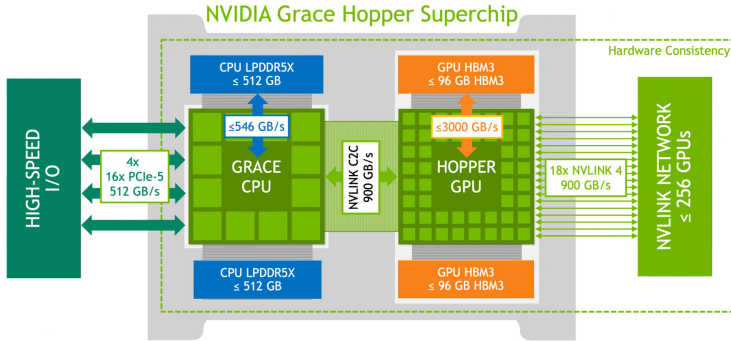 NVIDIA Grace Hopper Superchip
Hardware Consistency
CPU LPDDR5X
≤ 512 GB
GPU HBM3
≤ 96 GB HBM3
≤546 GB/s
≤3000 GB/s
HIGH-SPEED
I/O
4x
16x PCIe-5
512 GB/s
GRACE
CPU
NVLINK C2C
900 GB/s
HOPPER
GPU
18x NVLINK 4
900 GB/s
NVLINK NETWORK
≤ 256 GPUs
CPU LPDDR5X
≤ 512 GB
GPU HBM3
≤ 96 GB HBM3